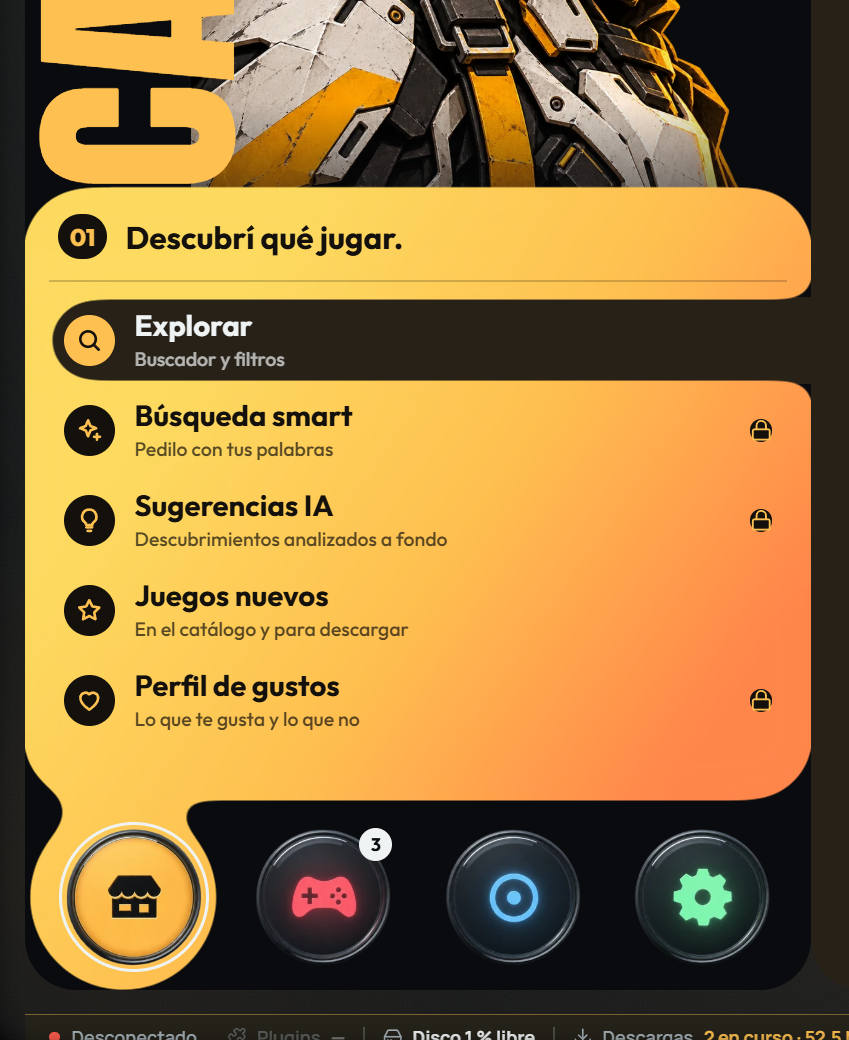 CA
01 Descubrí qué jugar.
Explorar
Buscador y filtros
Búsqueda smart
Pedilo con tus palabras
Sugerencias IA
Descubrimientos analizados a fondo
Juegos nuevos
En el catálogo y para descargar
Perfil de gustos
Lo que te gusta y lo que no
3
Desconectado Plugins — Disco 1 % libre Descargas 2 en curso · 52.5